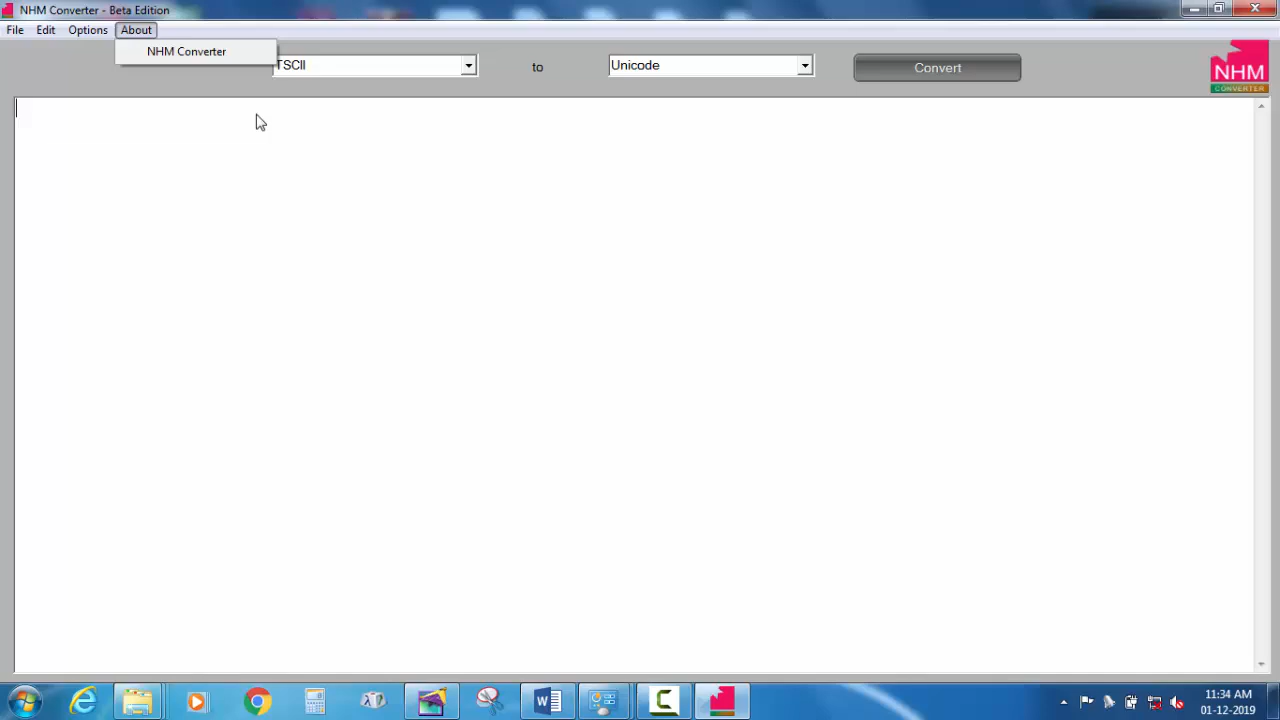 NHM Converter - Beta Edition
File Edit Options About
NHM Converter
TSCII to Unicode Convert
NHM
CONVERTER
11:34 AM
01-12-2019